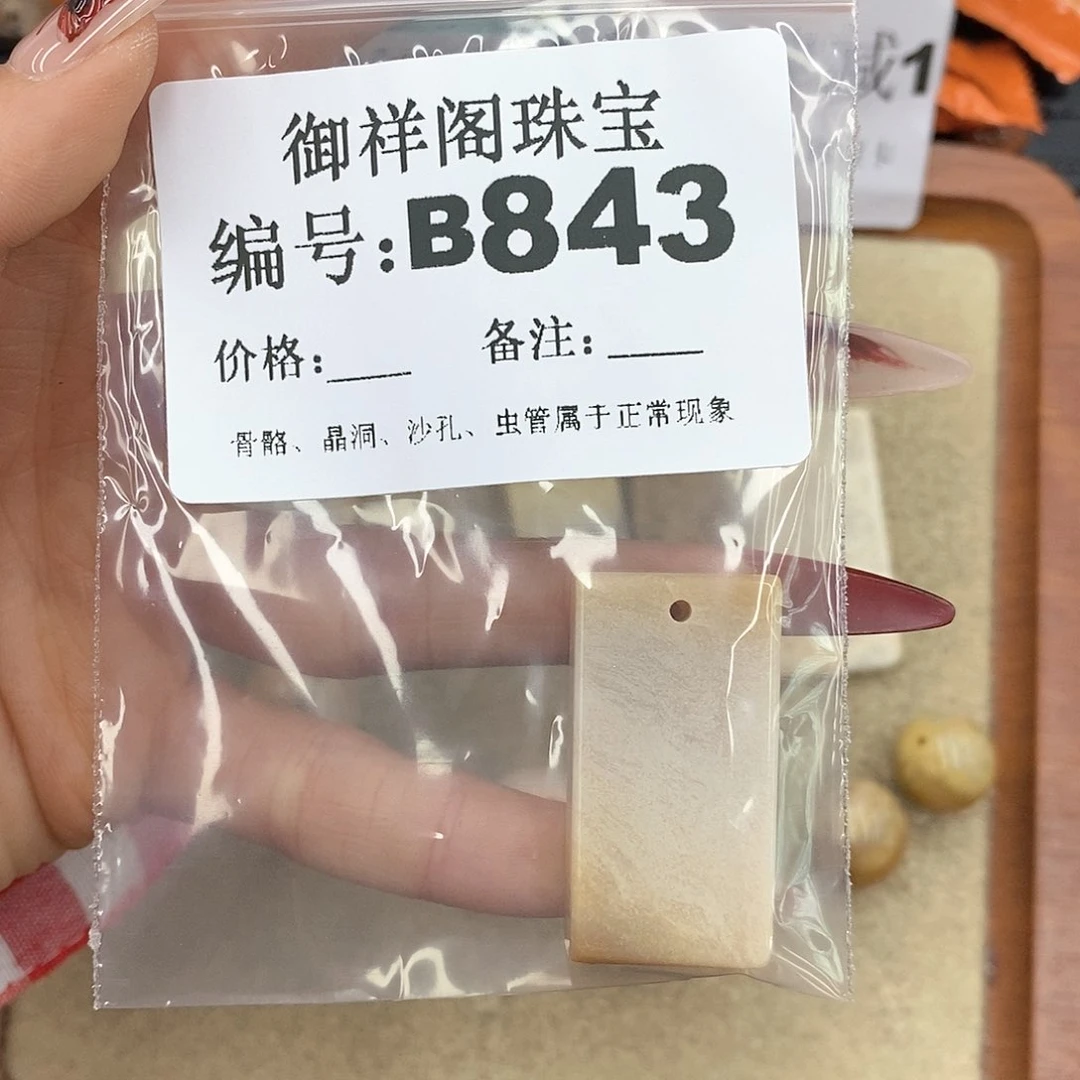 御祥阁珠宝
编号:B843
价格:___ 备注:____
骨骼、晶洞、沙孔、虫管属于正常现象